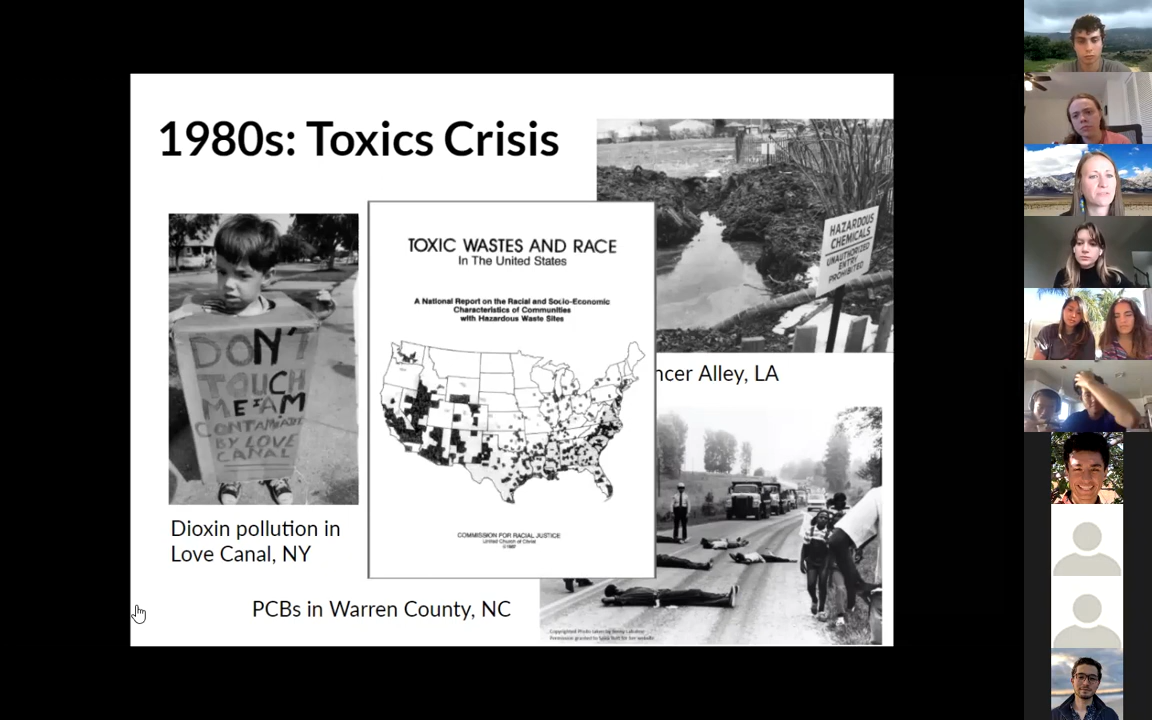 1980s: Toxics Crisis
DON'T
TOUCH
ME I AM
CONTAMINATED
BY LOVE
CANAL
Dioxin pollution in
Love Canal, NY
TOXIC WASTES AND RACE
In The United States
A National Report on the Racial and Socio-Economic
Characteristics of Communities
with Hazardous Waste Sites
COMMISSION FOR RACIAL JUSTICE
United Church of Christ
©1987
HAZARDOUS
CHEMICALS
UNAUTHORIZED
ENTRY
PROHIBITED
ncer Alley, LA
PCBs in Warren County, NC